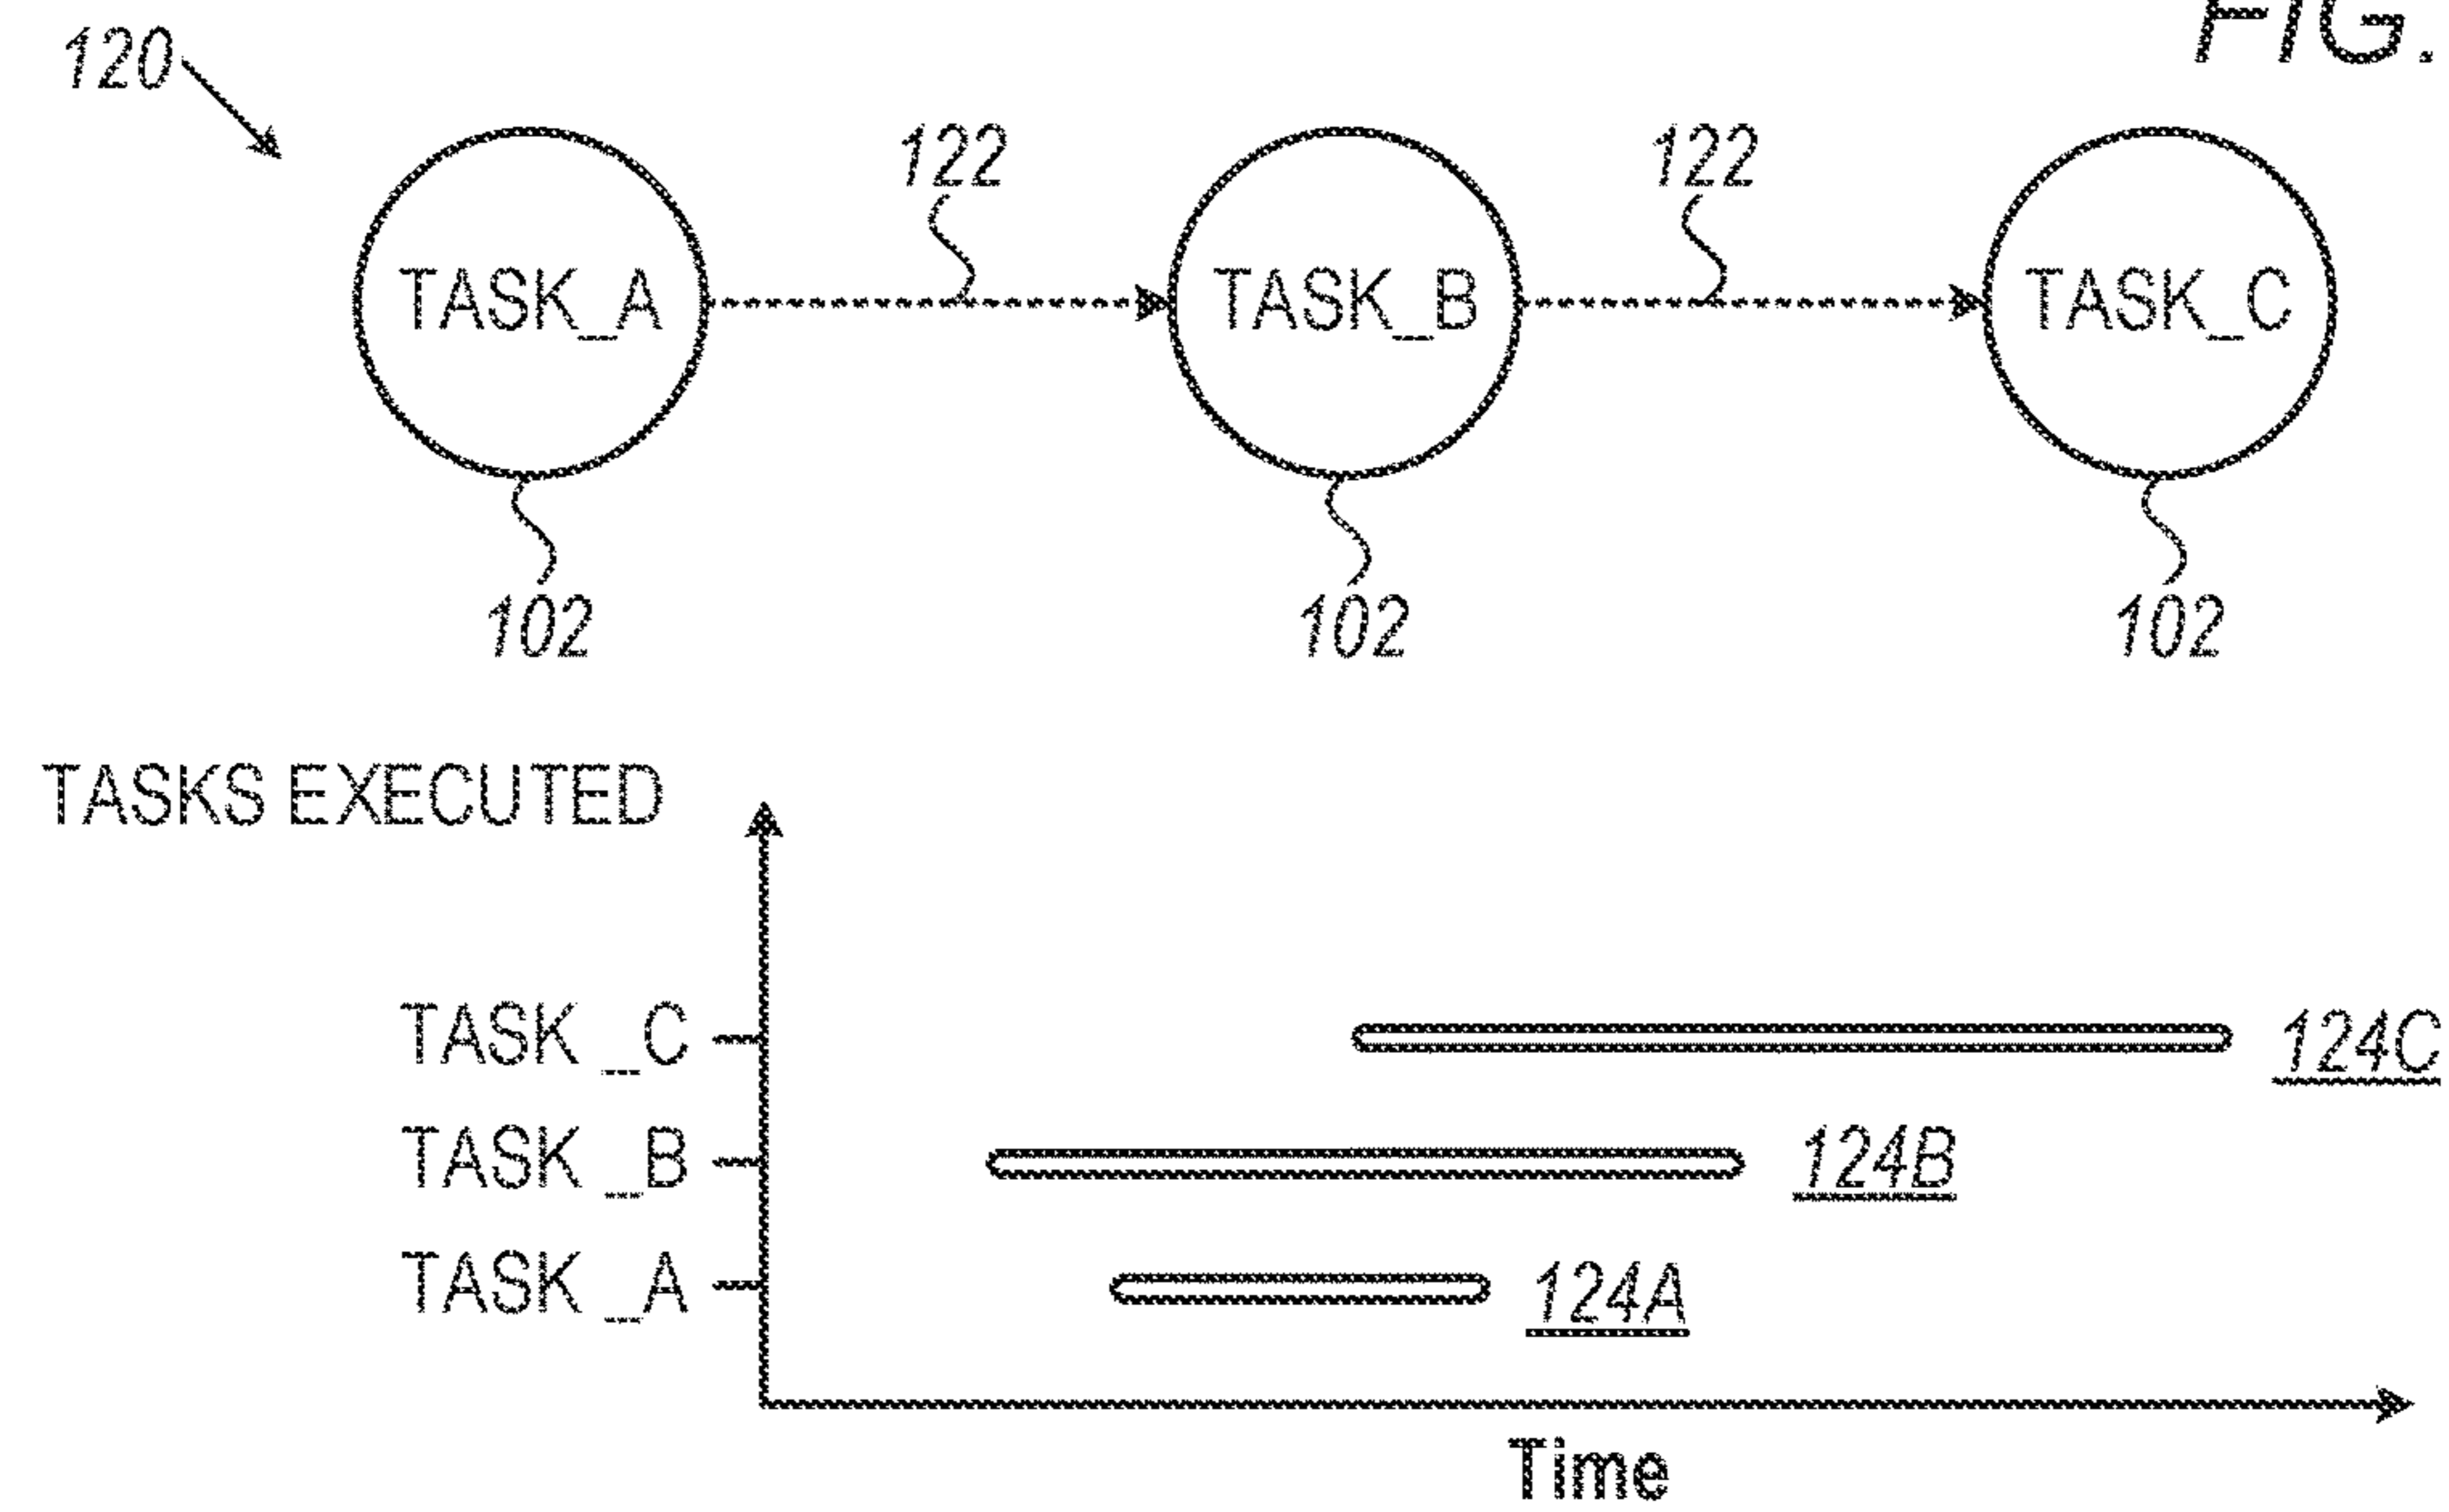 FIG.
120
122 122
TASK_A TASK_B TASK_C
102 102 102
TASKS EXECUTED
TASK _C 124C
TASK _B 124B
TASK _A 124A
Time